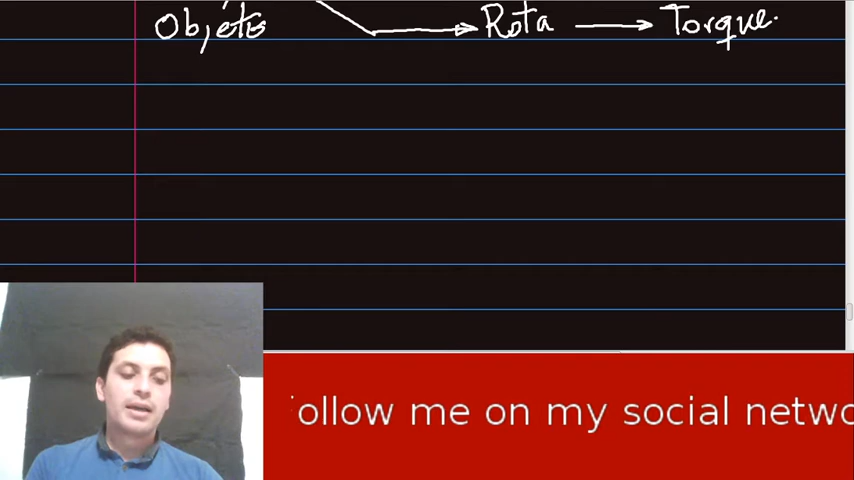 Objeto → Rota → Torque.
ollow me on my social netwo